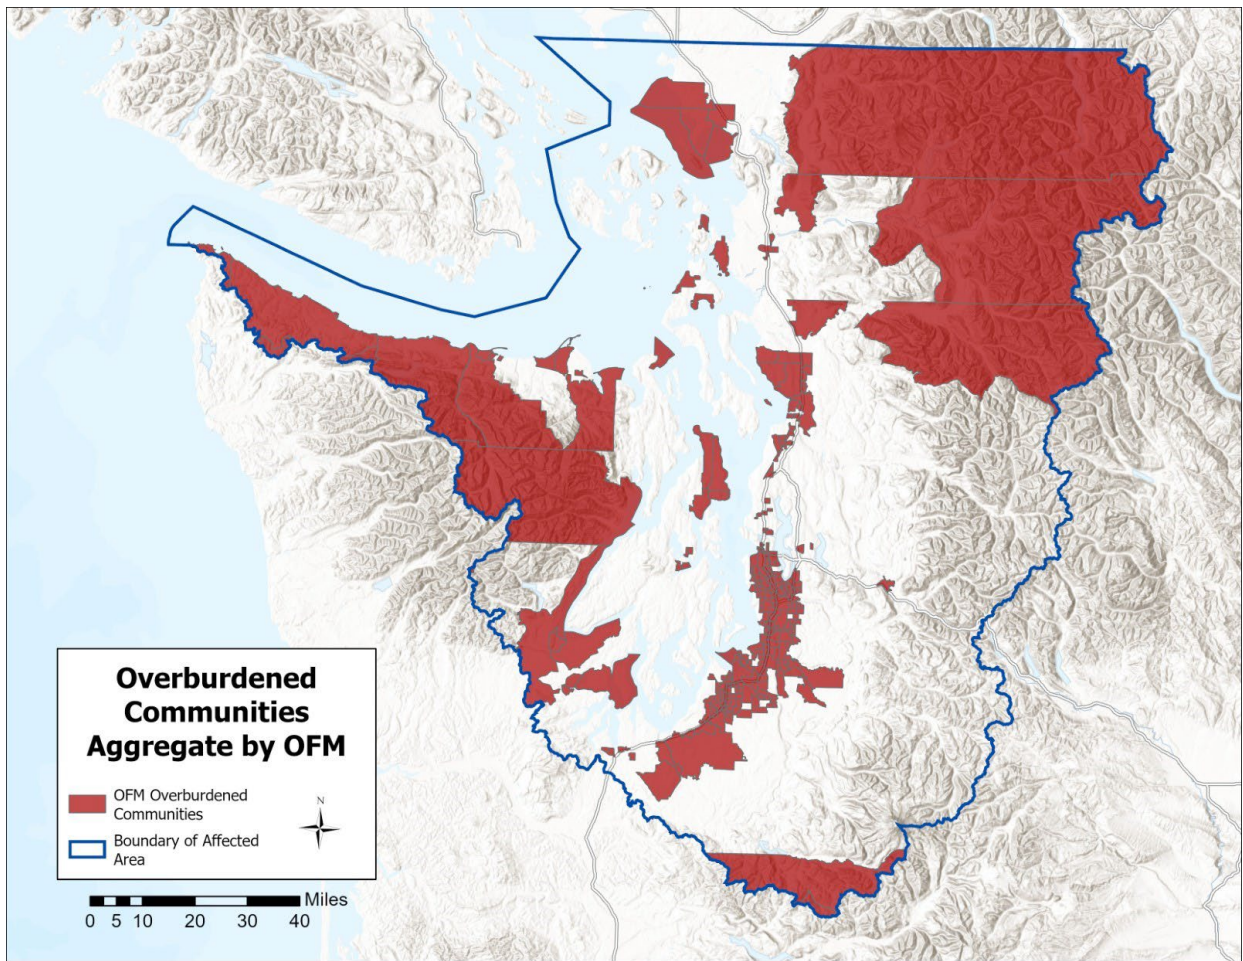 Overburdened
Communities
Aggregate by OFM
OFM Overburdened
Communities
N
Boundary of Affected
Area
Miles
0 5 10 20 30 40